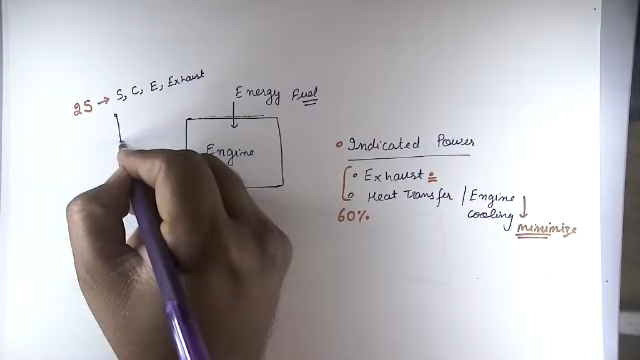 25 → S, C, E, Exhaust
Energy Fuel
Engine
Indicated Power
Exhaust
Heat Transfer / Engine cooling
60%
minimize